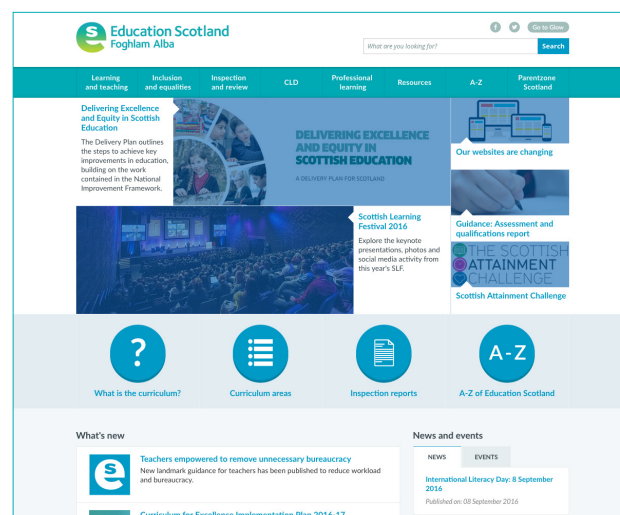 Education Scotland
Foghlam Alba
Go to Glow
What are you looking for?
Search
Learning
and teaching
Inclusion
and equalities
Inspection
and review
CLD
Professional
learning
Resources
A-Z
Parentzone
Scotland
Delivering Excellence
and Equity in Scottish
Education
The Delivery Plan outlines
the steps to achieve key
improvements in education,
building on the work
contained in the National
Improvement Framework.
DELIVERING EXCELLENCE
AND EQUITY IN
SCOTTISH EDUCATION
A DELIVERY PLAN FOR SCOTLAND
Our websites are changing
Scottish Learning
Festival 2016
Explore the keynote
presentations, photos and
social media activity from
this year's SLF.
Guidance: Assessment and
qualifications report
THE SCOTTISH
ATTAINMENT
CHALLENGE
Scottish Attainment Challenge
?
A-Z
What is the curriculum?
Curriculum areas
Inspection reports
A-Z of Education Scotland
What's new
Teachers empowered to remove unnecessary bureaucracy
New landmark guidance for teachers has been published to reduce workload
and bureaucracy.
Curriculum for Excellence Implementation Plan 2016-17
News and events
NEWS
EVENTS
International Literacy Day: 8 September
2016
Published on: 08 September 2016